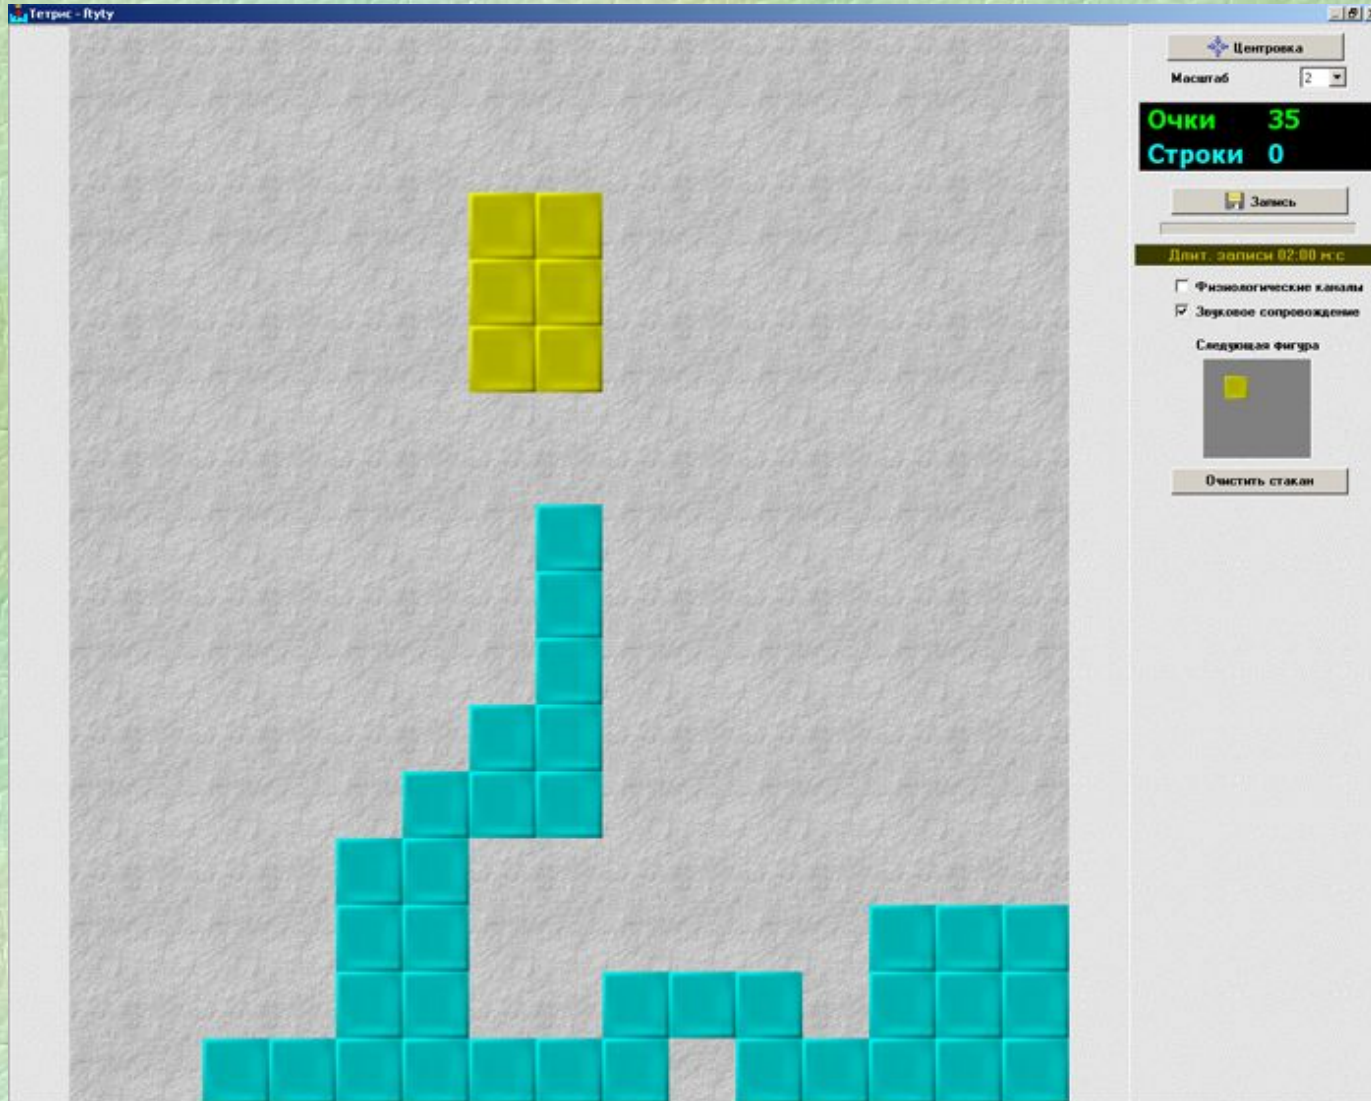 Тетрис - ftyty
Центровка
Масштаб 2
Очки 35
Строки 0
Запись
Длит. записи 02:00 м:с
Физиологические каналы
Звуковое сопровождение
Следующая фигура
Очистить стакан